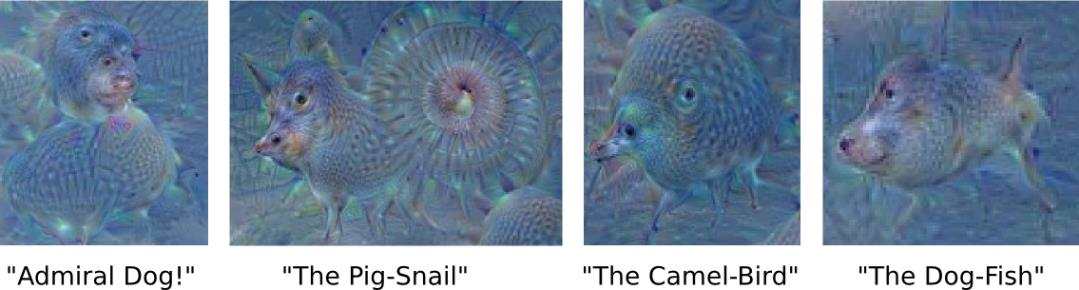 "Admiral Dog!"
"The Pig-Snail"
"The Camel-Bird"
"The Dog-Fish"